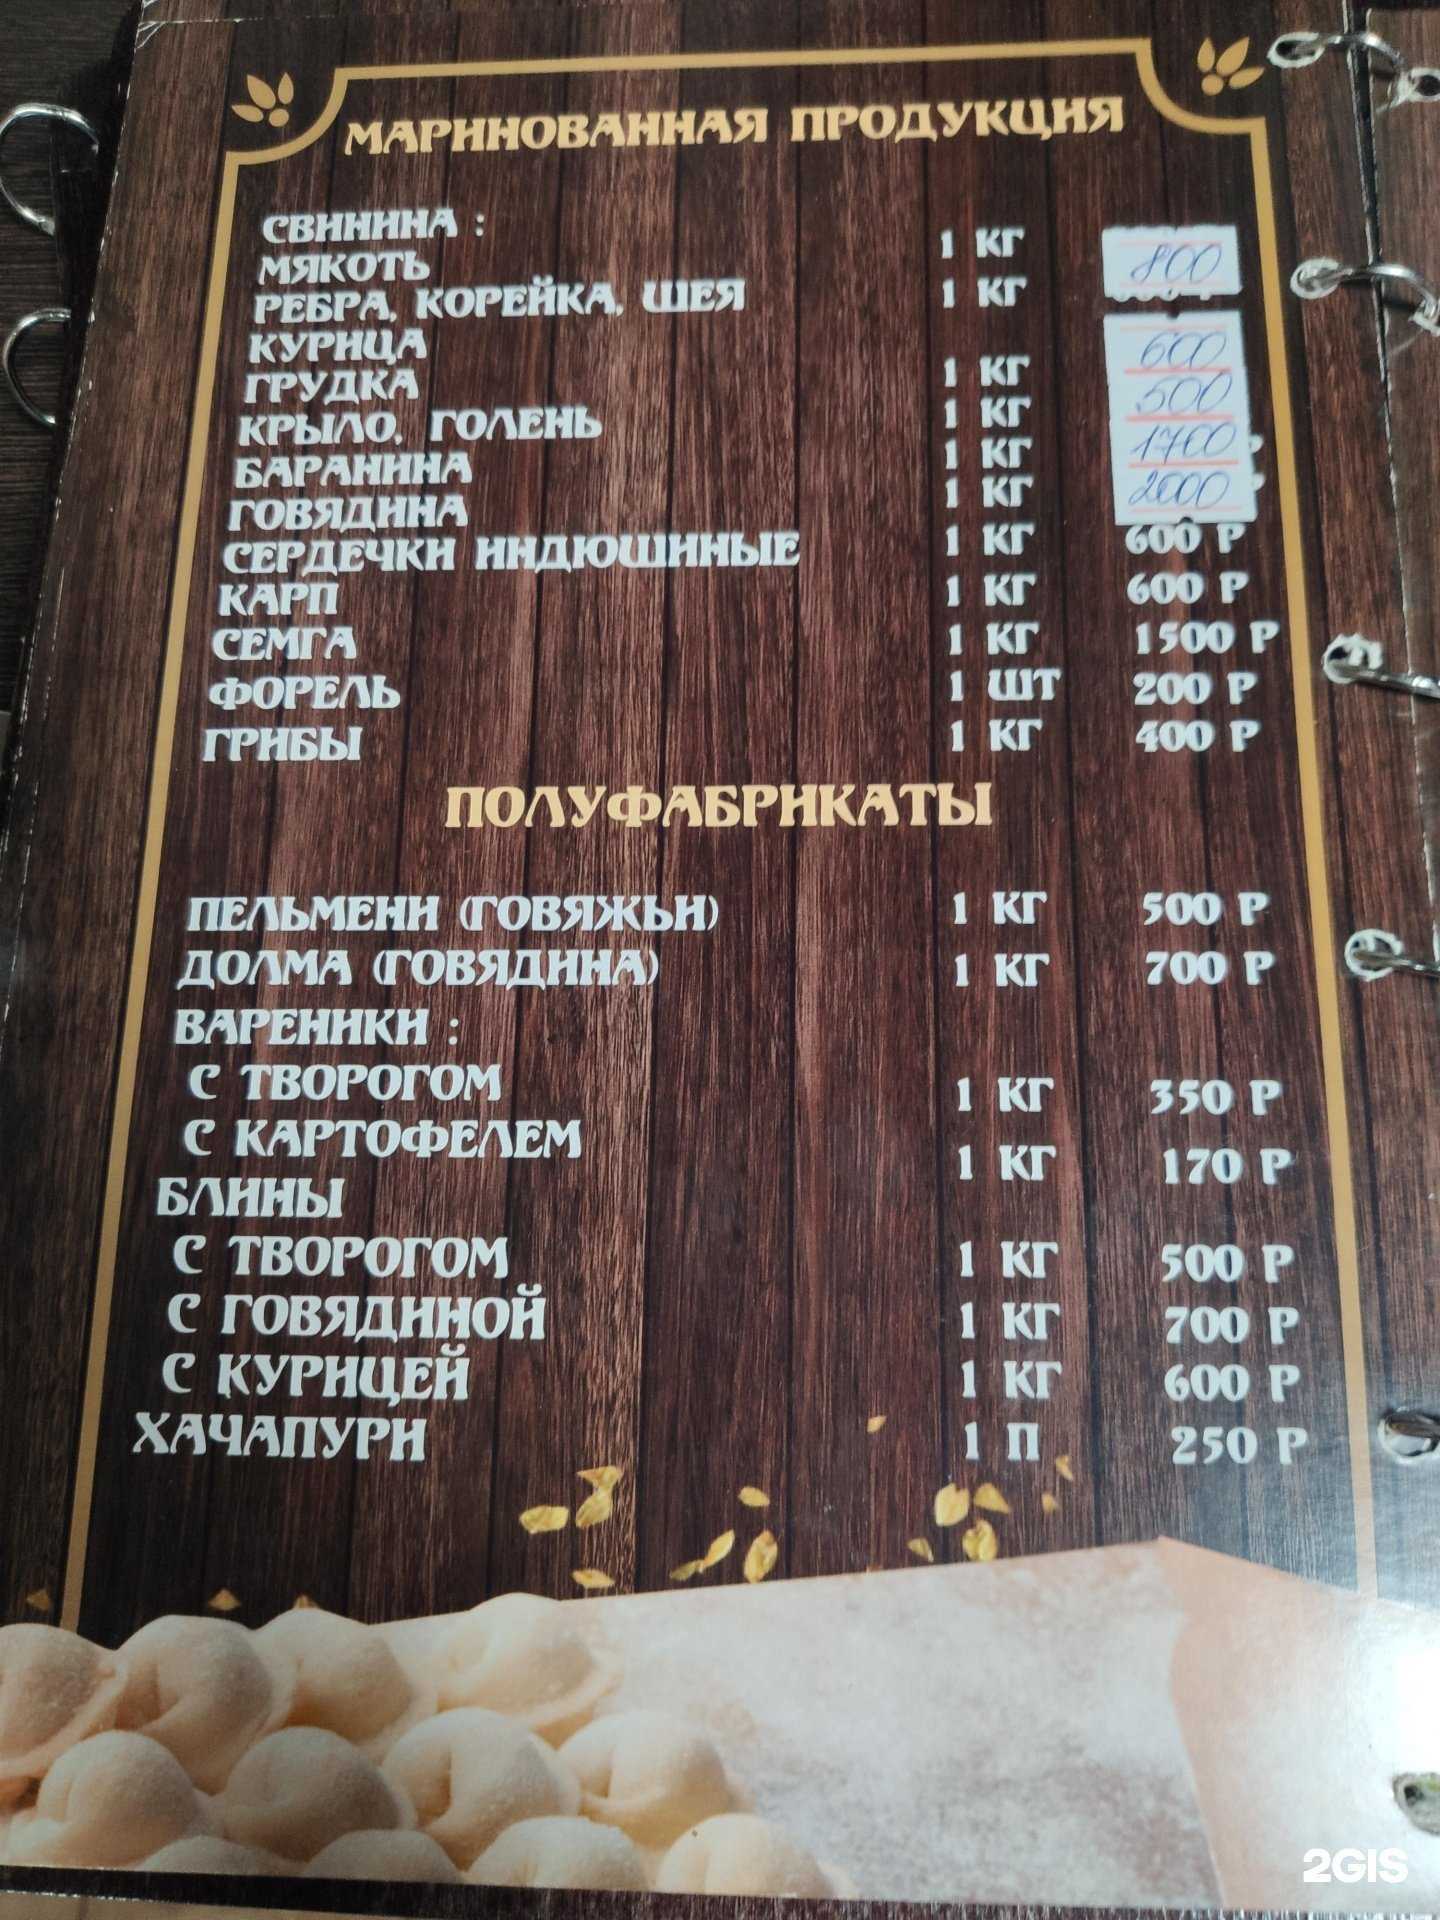 МАРИНОВАННАЯ ПРОДУКЦИЯ
СВИНИНА :
МЯКОТЬ 1 КГ 800
РЕБРА, КОРЕЙКА, ШЕЯ 1 КГ
КУРИЦА
ГРУДКА 1 КГ 600
КРЫЛО, ГОЛЕНЬ 1 КГ 500
БАРАНИНА 1 КГ 1700 Р
ГОВЯДИНА 1 КГ 2000 Р
СЕРДЕЧКИ ИНДЮШИНЫЕ 1 КГ 600 Р
КАРП 1 КГ 600 Р
СЕМГА 1 КГ 1500 Р
ФОРЕЛЬ 1 ШТ 200 Р
ГРИБЫ 1 КГ 400 Р
ПОЛУФАБРИКАТЫ
ПЕЛЬМЕНИ (ГОВЯЖЬИ) 1 КГ 500 Р
ДОЛМА (ГОВЯДИНА) 1 КГ 700 Р
ВАРЕНИКИ :
С ТВОРОГОМ 1 КГ 350 Р
С КАРТОФЕЛЕМ 1 КГ 170 Р
БЛИНЫ
С ТВОРОГОМ 1 КГ 500 Р
С ГОВЯДИНОЙ 1 КГ 700 Р
С КУРИЦЕЙ 1 КГ 600 Р
ХАЧАПУРИ 1 П 250 Р
2GIS